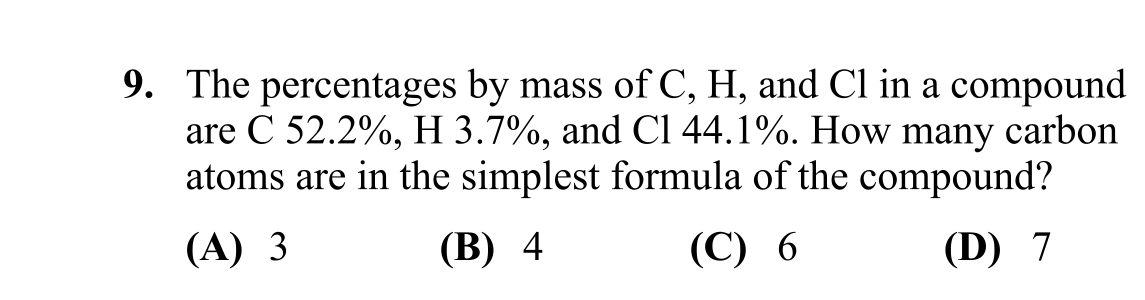 9. The percentages by mass of C, H, and Cl in a compound
are C 52.2%, H 3.7%, and Cl 44.1%. How many carbon
atoms are in the simplest formula of the compound?
(A) 3 (B) 4 (C) 6 (D) 7